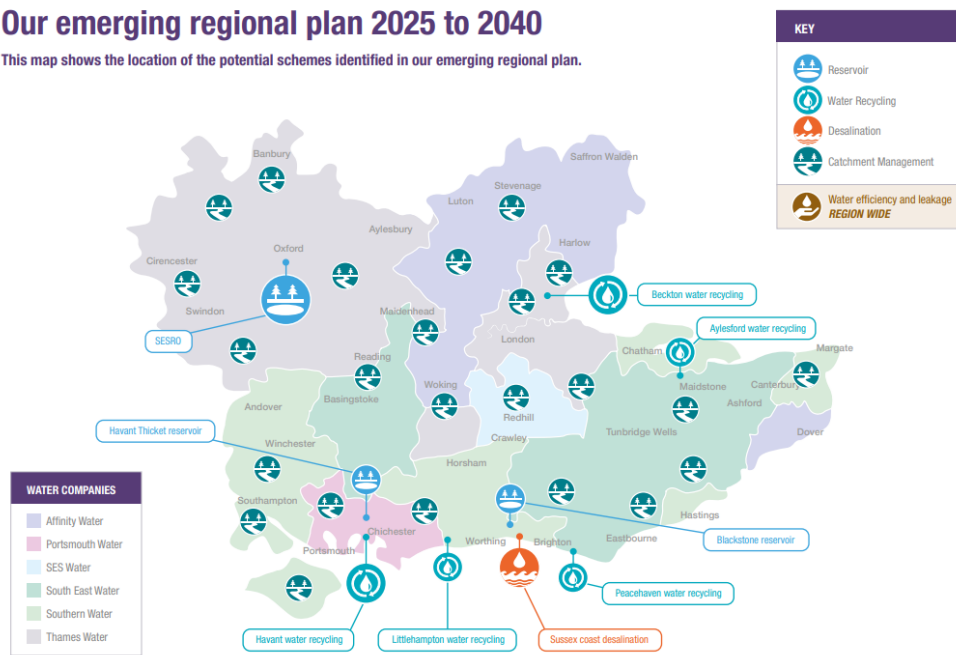 Our emerging regional plan 2025 to 2040
This map shows the location of the potential schemes identified in our emerging regional plan.
KEY
Reservoir
Water Recycling
Desalination
Catchment Management
Water efficiency and leakage
REGION WIDE
Banbury
Saffron Walden
Stevenage
Luton
Aylesbury
Harlow
Oxford
Cirencester
Beckton water recycling
Swindon
Maidenhead
Aylesford water recycling
SESRO
London
Chatham
Margate
Reading
Woking
Maidstone
Canterbury
Basingstoke
Ashford
Andover
Redhill
Havant Thicket reservoir
Crawley
Tunbridge Wells
Dover
Winchester
Horsham
WATER COMPANIES
Southampton
Hastings
Affinity Water
Chichester
Worthing
Brighton
Eastbourne
Blackstone reservoir
Portsmouth Water
Portsmouth
SES Water
South East Water
Peacehaven water recycling
Southern Water
Thames Water
Havant water recycling
Littlehampton water recycling
Sussex coast desalination